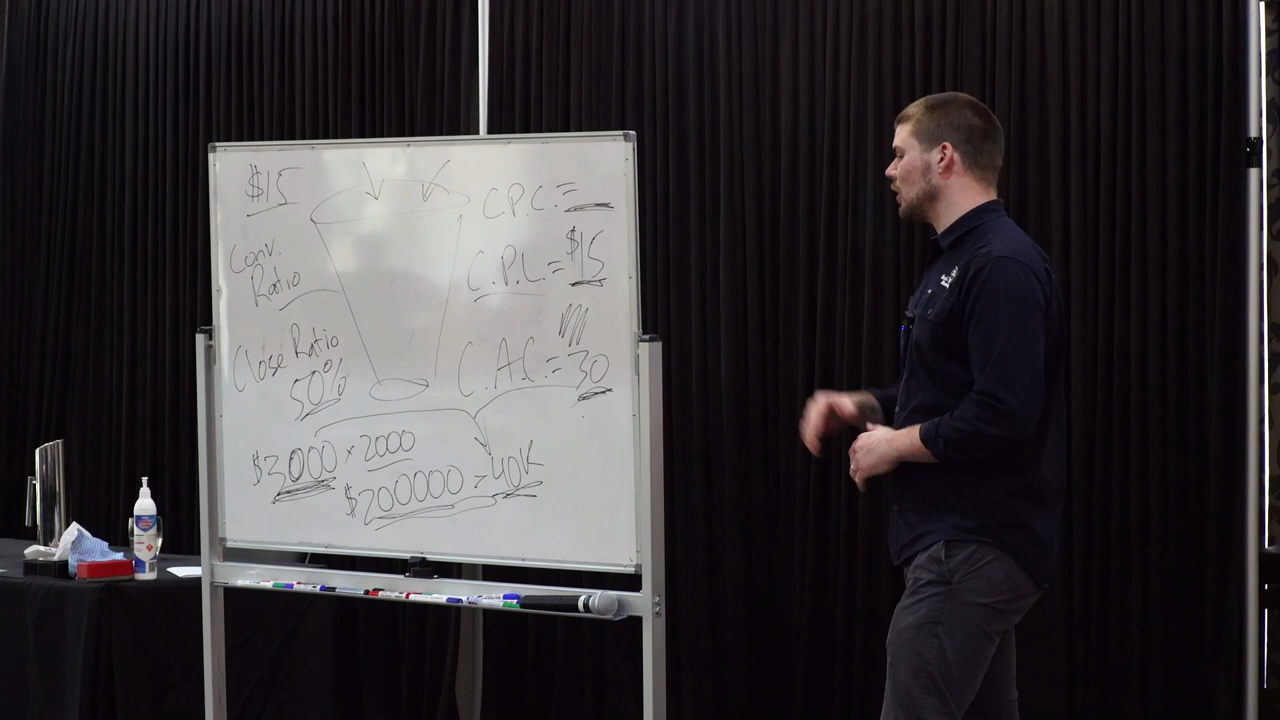 $15
Conv.
Ratio
Close Ratio
50%
C.P.C. =
C.P.L. = $15
C.A.C. = 30
$3000 x 2000
$200000 > 40K